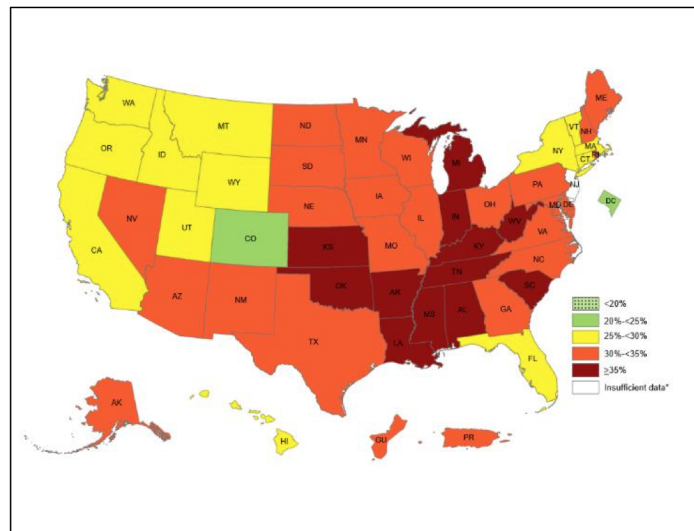 WA
MT
ND
MN
ME
VT
NH
OR
ID
WY
SD
WI
MI
NY
MA
CT
RI
NE
IA
PA
NJ
NV
UT
CO
IL
IN
OH
MD
DE
DC
CA
KS
MO
WV
VA
KY
NC
AZ
NM
OK
AR
TN
SC
TX
LA
MS
AL
GA
FL
AK
HI
GU
PR
<20%
20%-<25%
25%-<30%
30%-<35%
≥35%
Insufficient data*